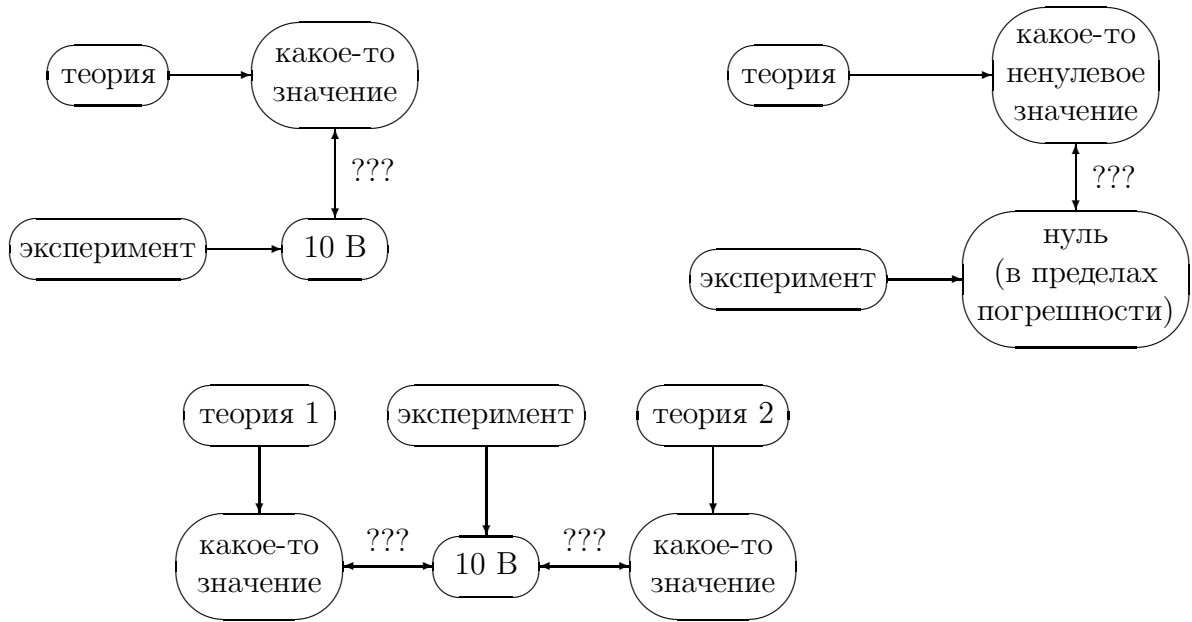 теория
какое-то
значение
???
эксперимент
10 В
теория
какое-то
ненулевое
значение
???
эксперимент
нуль
(в пределах
погрешности)
теория 1
эксперимент
теория 2
какое-то
значение
???
10 В
???
какое-то
значение